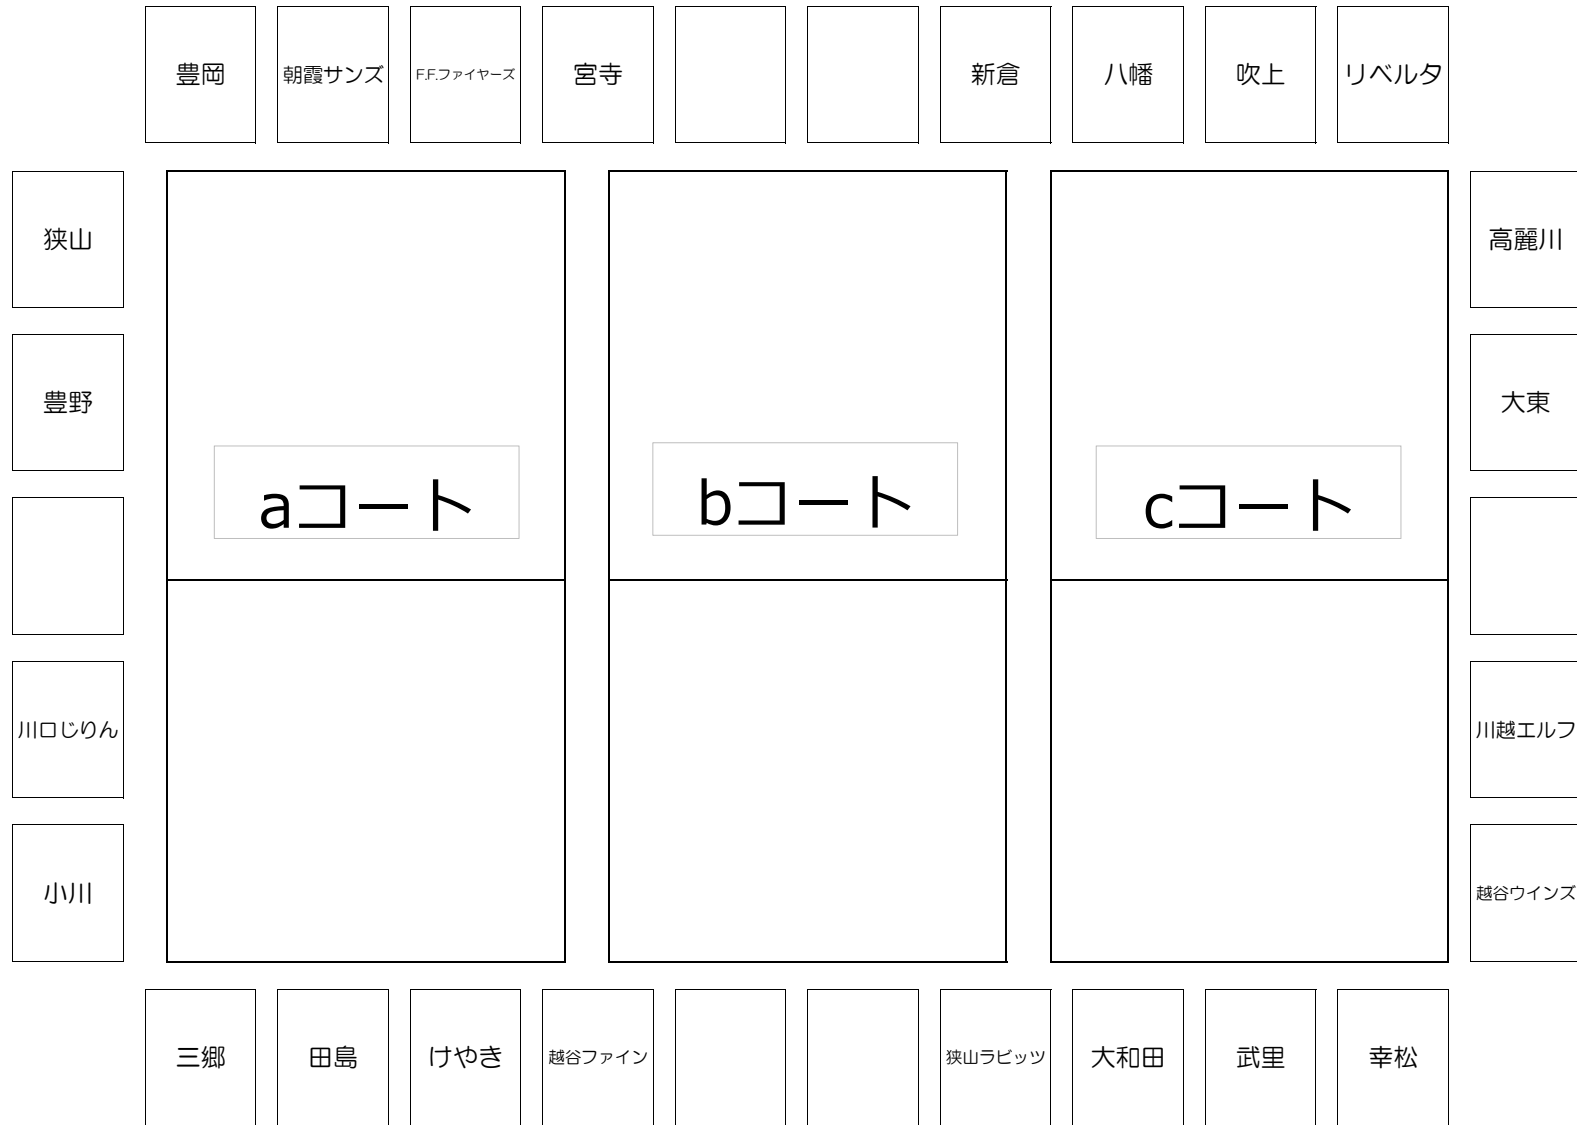 豊岡
朝霞サンズ
F.F.ファイヤーズ
宮寺
新倉
八幡
吹上
リベルタ
狭山
高麗川
豊野
大東
aコート
bコート
cコート
川口じりん
川越エルフ
小川
越谷ウインズ
三郷
田島
けやき
越谷ファイン
狭山ラビッツ
大和田
武里
幸松